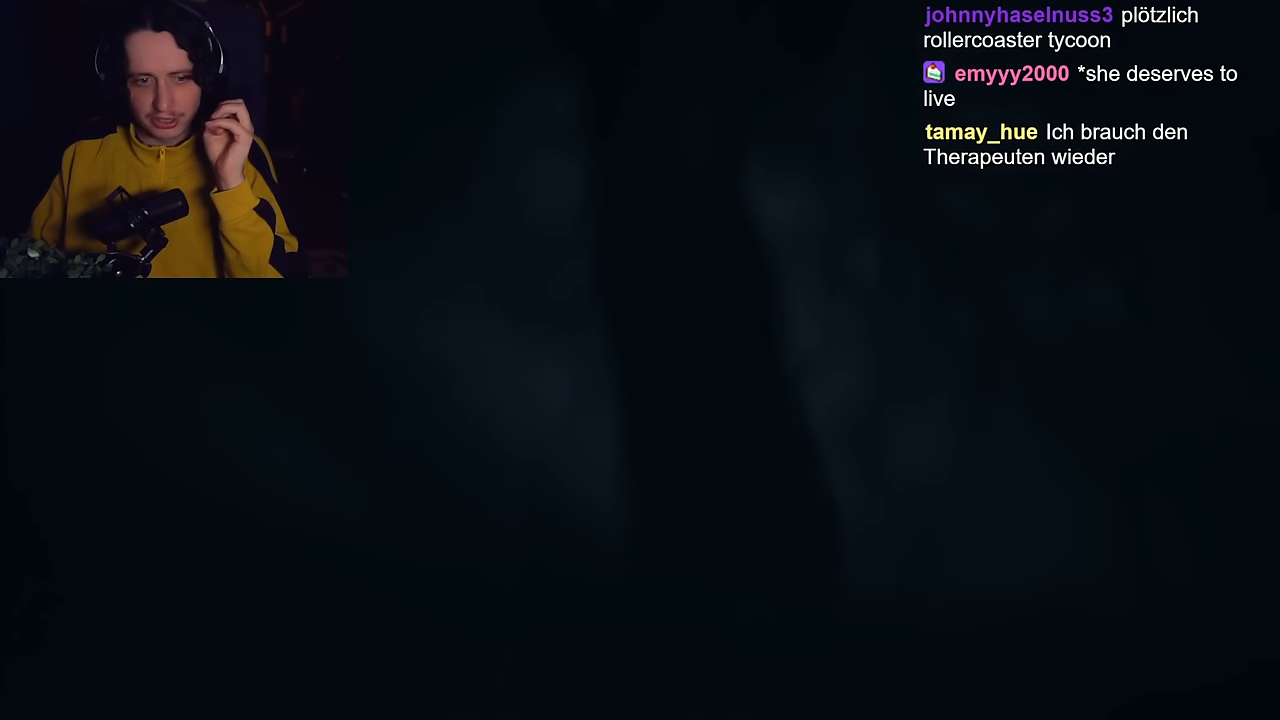 johnnyhaselnuss3 plötzlich
rollercoaster tycoon
emyyy2000 *she deserves to
live
tamay_hue Ich brauch den
Therapeuten wieder